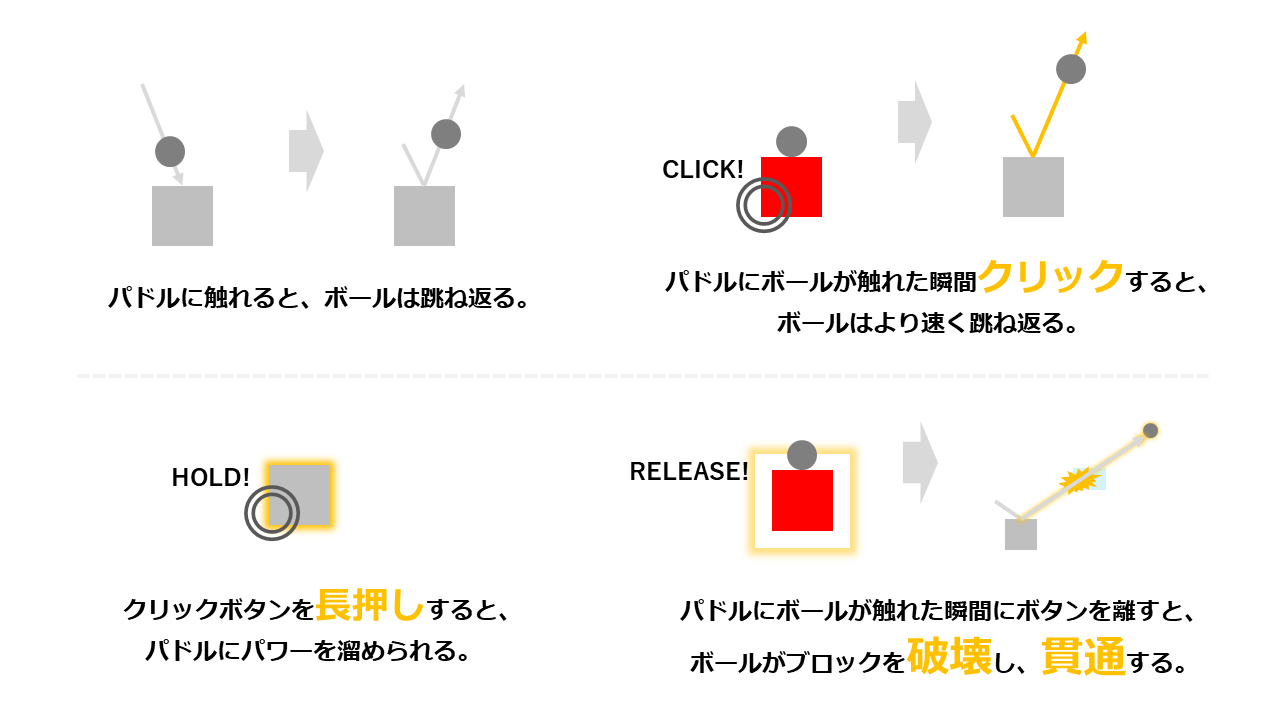 パドルに触れると、ボールは跳ね返る。
CLICK!
パドルにボールが触れた瞬間クリックすると、
ボールはより速く跳ね返る。
HOLD!
クリックボタンを長押しすると、
パドルにパワーを溜められる。
RELEASE!
パドルにボールが触れた瞬間にボタンを離すと、
ボールがブロックを破壊し、貫通する。